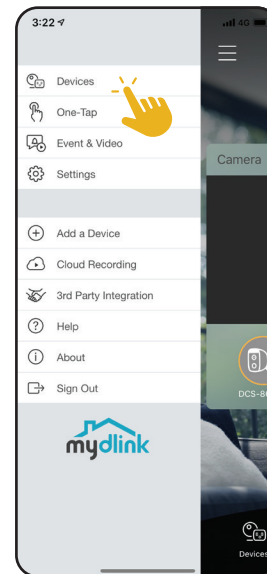 3:22
4G
Devices
One-Tap
Event & Video
Settings
Camera
Add a Device
Cloud Recording
3rd Party Integration
Help
About
DCS-8
Sign Out
mydlink
Devices